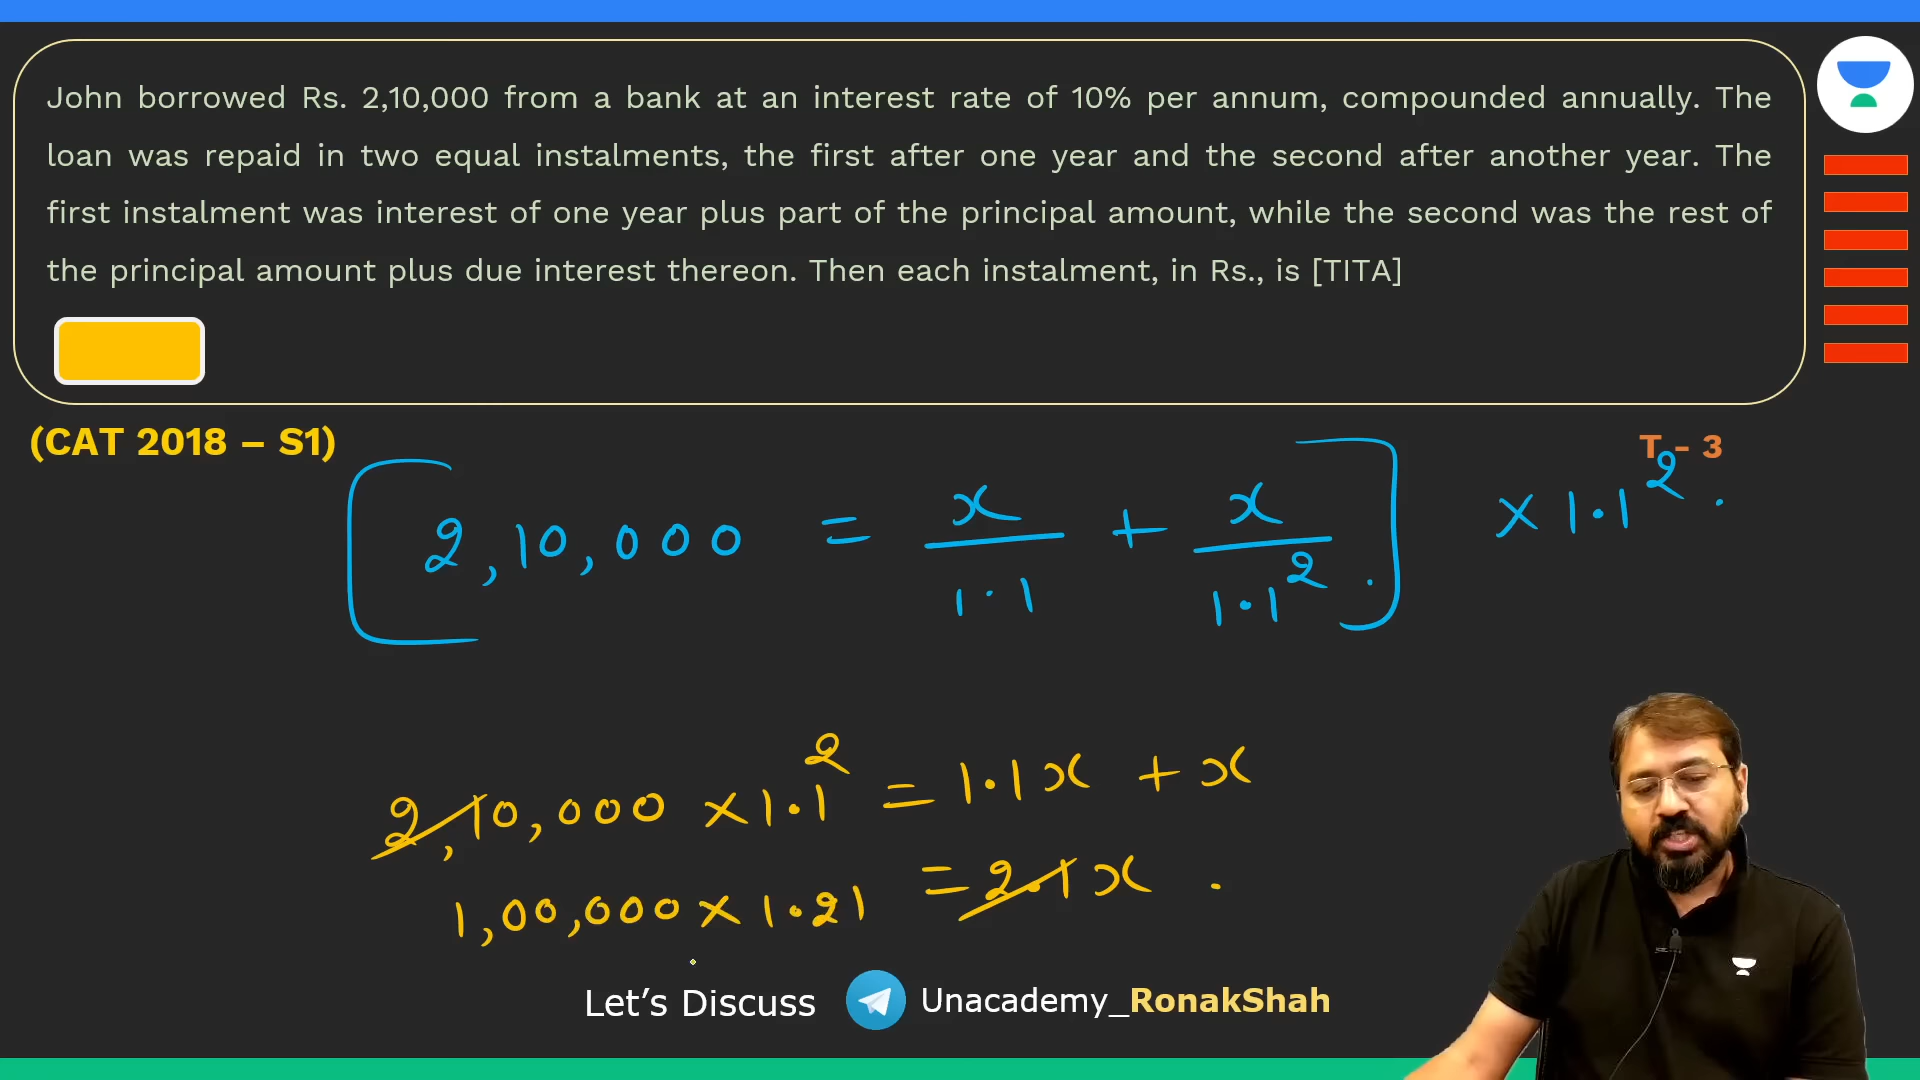 John borrowed Rs. 2,10,000 from a bank at an interest rate of 10% per annum, compounded annually. The
loan was repaid in two equal instalments, the first after one year and the second after another year. The
first instalment was interest of one year plus part of the principal amount, while the second was the rest of
the principal amount plus due interest thereon. Then each instalment, in Rs., is [TITA]
(CAT 2018 – S1)
T - 3
[2,10,000 = x/1.1 + x/1.1².] × 1.1².
2,10,000 × 1.1² = 1.1x + x
1,00,000 × 1.21 = 2.1x .
Let's Discuss Unacademy_RonakShah